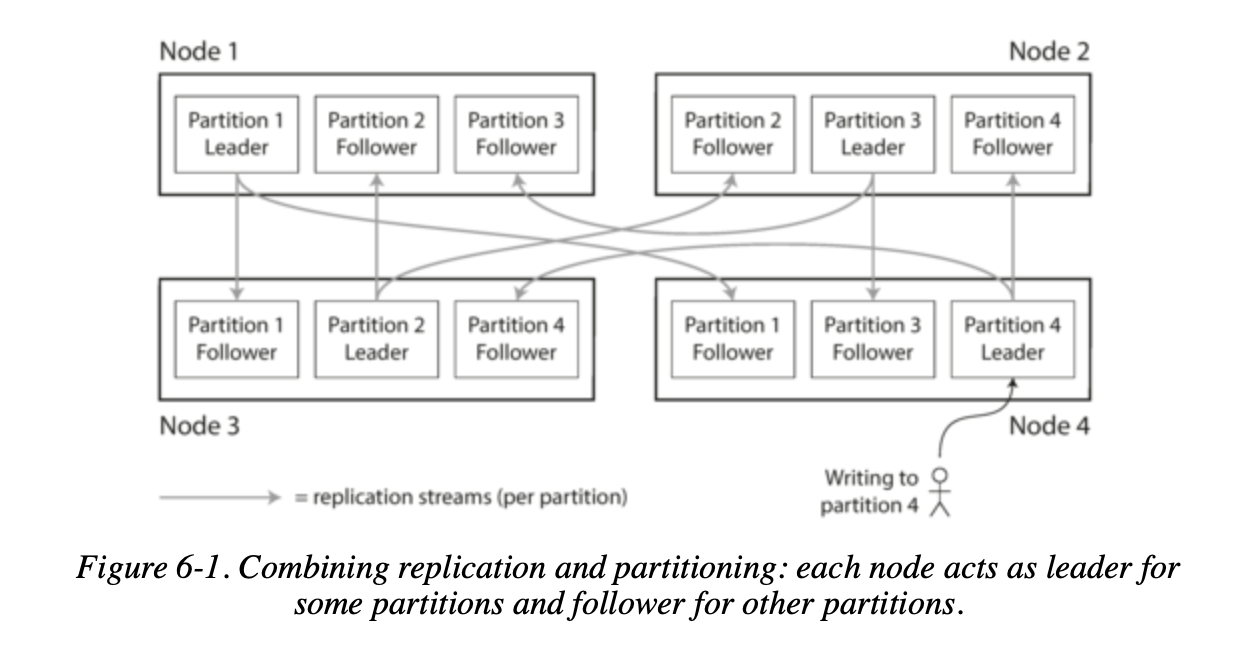 Node 1
Node 2
Partition 1
Leader
Partition 2
Follower
Partition 3
Follower
Partition 2
Follower
Partition 3
Leader
Partition 4
Follower
Partition 1
Follower
Partition 2
Leader
Partition 4
Follower
Partition 1
Follower
Partition 3
Follower
Partition 4
Leader
Node 3
Node 4
= replication streams (per partition)
Writing to
partition 4
Figure 6-1. Combining replication and partitioning: each node acts as leader for
some partitions and follower for other partitions.